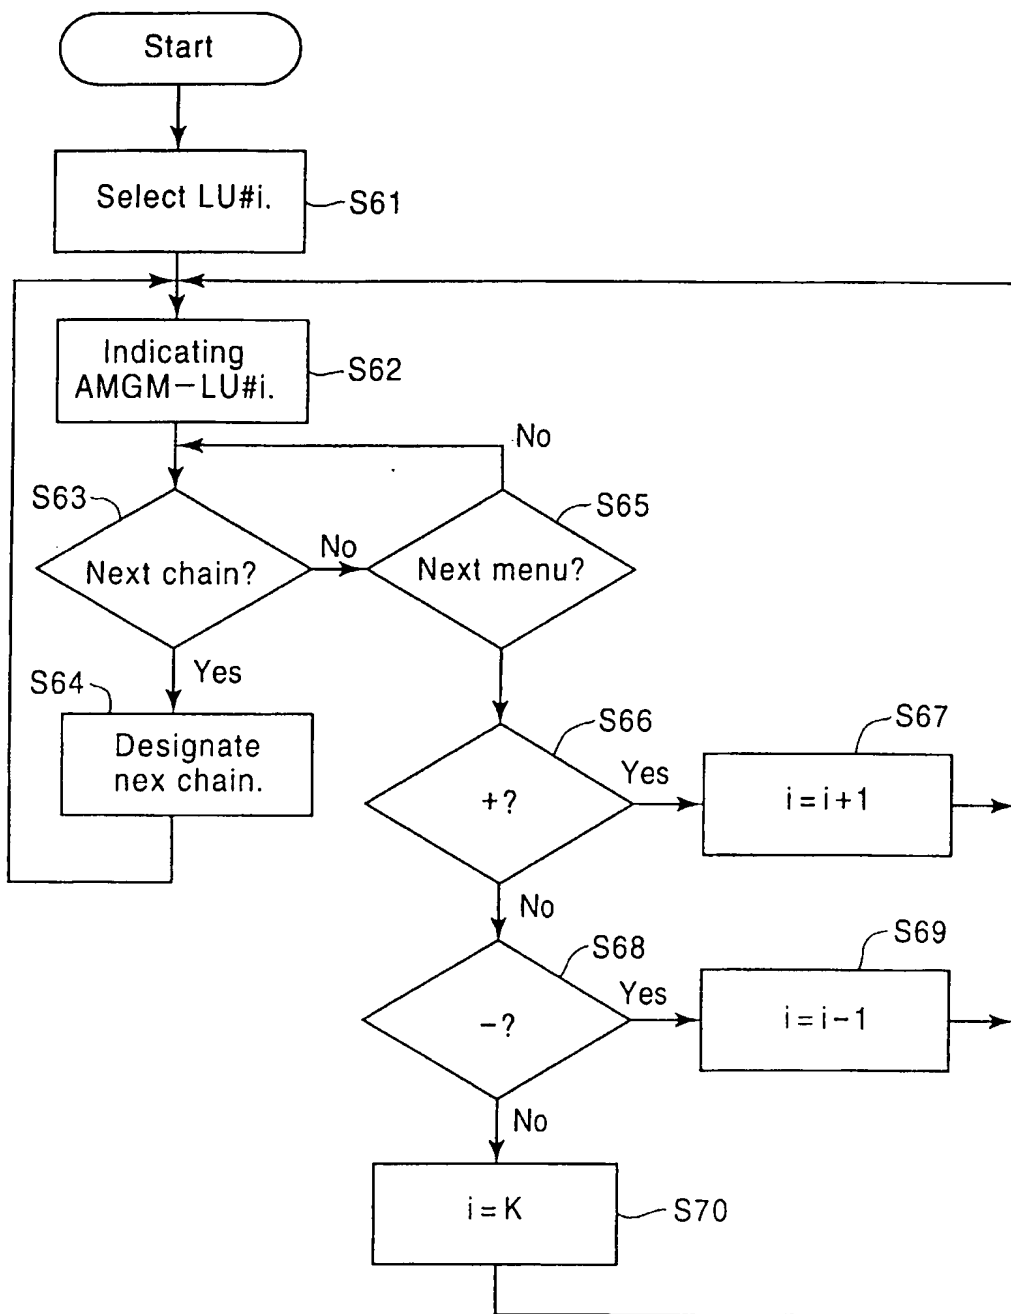 Start
Select LU#i.
S61
Indicating
AMGM-LU#i.
S62
No
S63
S65
Next chain?
No
Next menu?
Yes
S64
Designate
nex chain.
S66
S67
+?
Yes
i=i+1
No
S68
S69
-?
Yes
i=i-1
No
i=K
S70